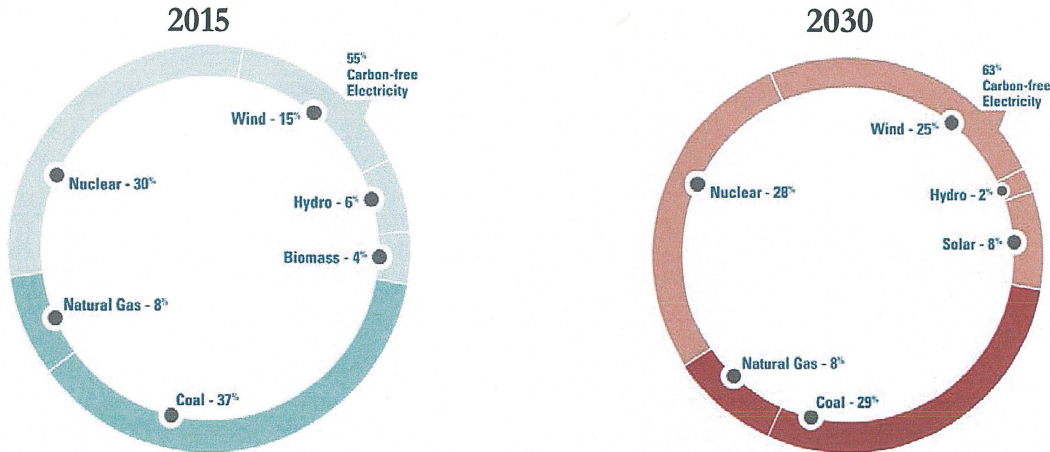 2015
55%
Carbon-free
Electricity
Wind - 15%
Nuclear - 30%
Hydro - 6%
Biomass - 4%
Natural Gas - 8%
Coal - 37%
2030
63%
Carbon-free
Electricity
Wind - 25%
Nuclear - 28%
Hydro - 2%
Solar - 8%
Natural Gas - 8%
Coal - 29%